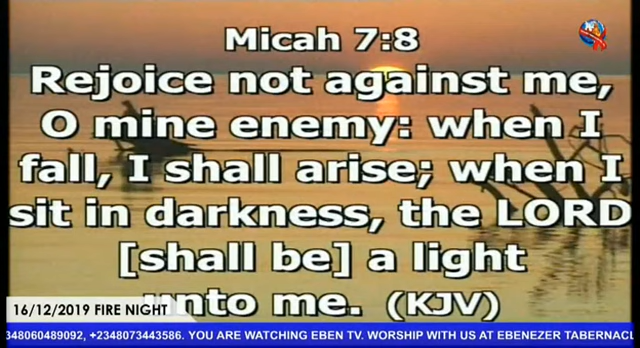 Micah 7:8
Rejoice not against me,
O mine enemy: when I
fall, I shall arise; when I
sit in darkness, the LORD
[shall be] a light
unto me. (KJV)
16/12/2019 FIRE NIGHT
348060489092, +2348073443586. YOU ARE WATCHING EBEN TV. WORSHIP WITH US AT EBENEZER TABERNACL